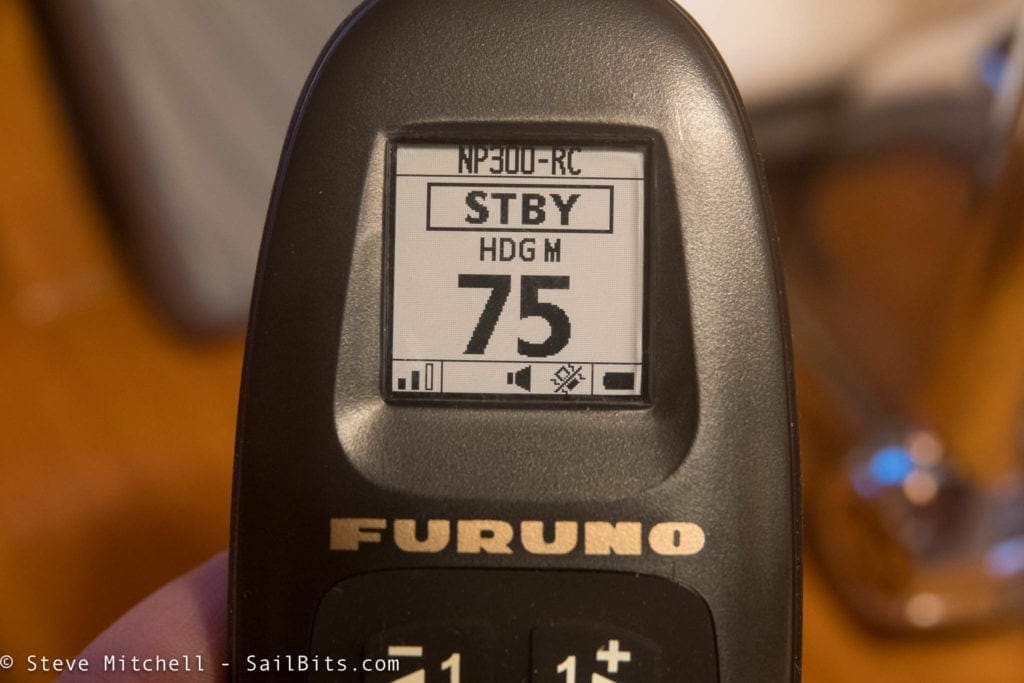 NP300-RC
STBY
HDG M
75
FURUNO
- 1 1 +
© Steve Mitchell - SailBits.com